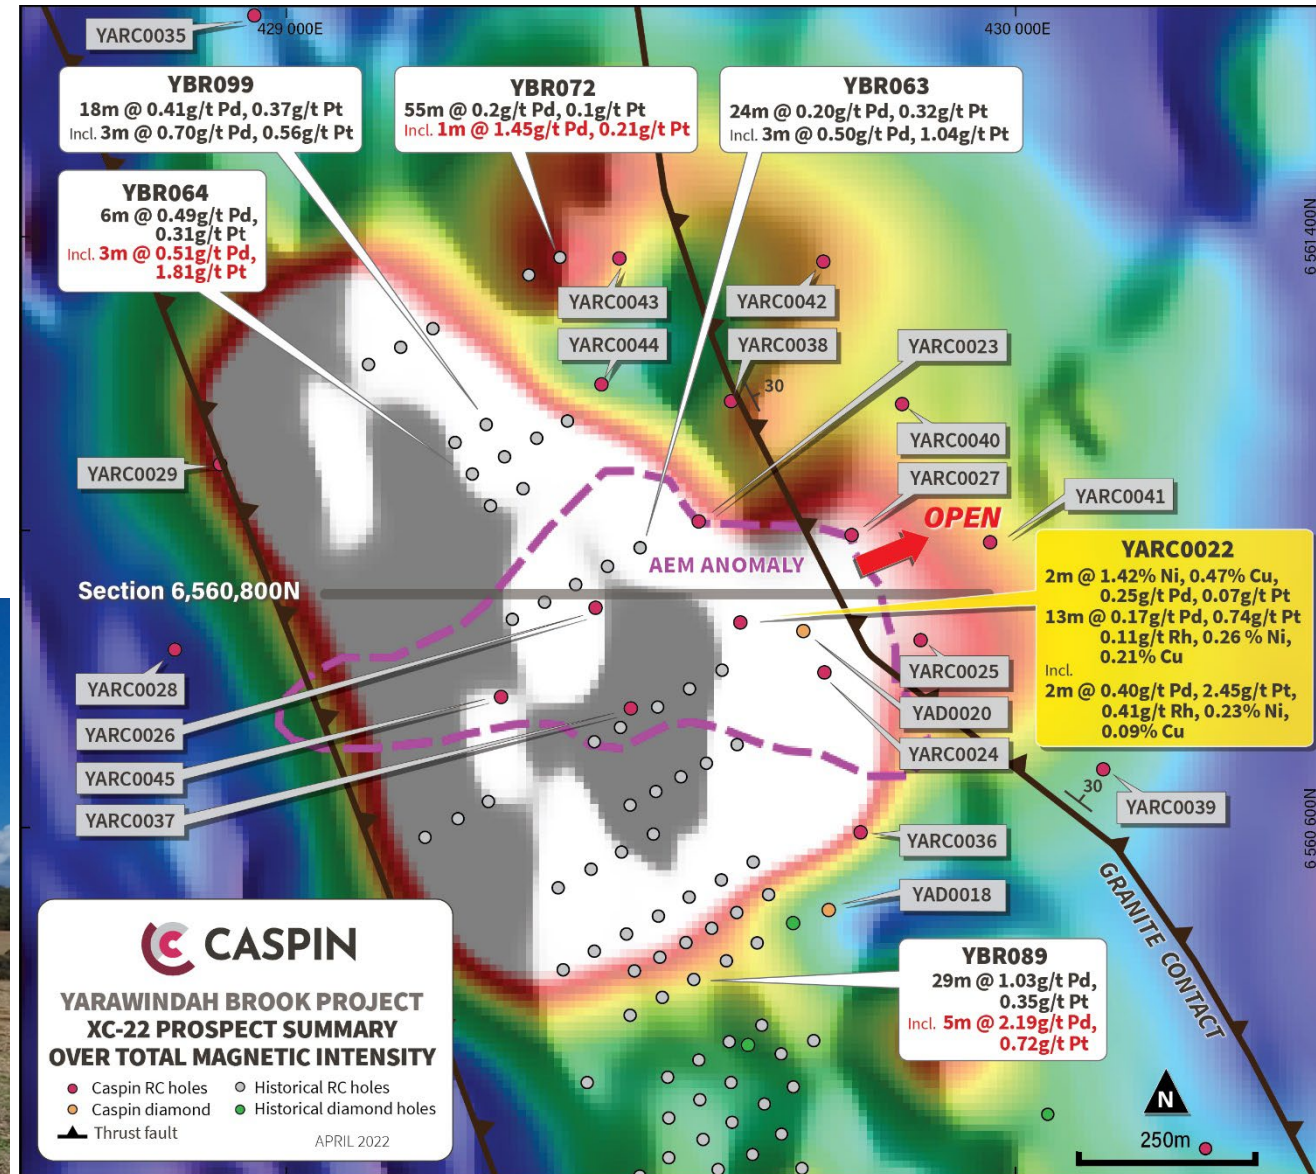 YARC0035
429 000E
430 000E
YBR099
18m @ 0.41g/t Pd, 0.37g/t Pt
Incl. 3m @ 0.70g/t Pd, 0.56g/t Pt
YBR072
55m @ 0.2g/t Pd, 0.1g/t Pt
Incl. 1m @ 1.45g/t Pd, 0.21g/t Pt
YBR063
24m @ 0.20g/t Pd, 0.32g/t Pt
Incl. 3m @ 0.50g/t Pd, 1.04g/t Pt
YBR064
6m @ 0.49g/t Pd,
0.31g/t Pt
Incl. 3m @ 0.51g/t Pd,
1.81g/t Pt
6 561 400N
YARC0043
YARC0042
YARC0044
YARC0038
YARC0023
30
YARC0040
YARC0029
YARC0027
YARC0041
OPEN
AEM ANOMALY
Section 6,560,800N
YARC0022
2m @ 1.42% Ni, 0.47% Cu,
0.25g/t Pd, 0.07g/t Pt
13m @ 0.17g/t Pd, 0.74g/t Pt
0.11g/t Rh, 0.26 % Ni,
0.21% Cu
Incl.
2m @ 0.40g/t Pd, 2.45g/t Pt,
0.41g/t Rh, 0.23% Ni,
0.09% Cu
YARC0028
YARC0025
YARC0026
YAD0020
YARC0045
YARC0024
YARC0037
30
YARC0039
6 560 600N
YARC0036
YAD0018
GRANITE CONTACT
YBR089
29m @ 1.03g/t Pd,
0.35g/t Pt
Incl. 5m @ 2.19g/t Pd,
0.72g/t Pt
CASPIN
YARAWINDAH BROOK PROJECT
XC-22 PROSPECT SUMMARY
OVER TOTAL MAGNETIC INTENSITY
Caspin RC holes
Historical RC holes
Caspin diamond
Historical diamond holes
Thrust fault
APRIL 2022
N
250m